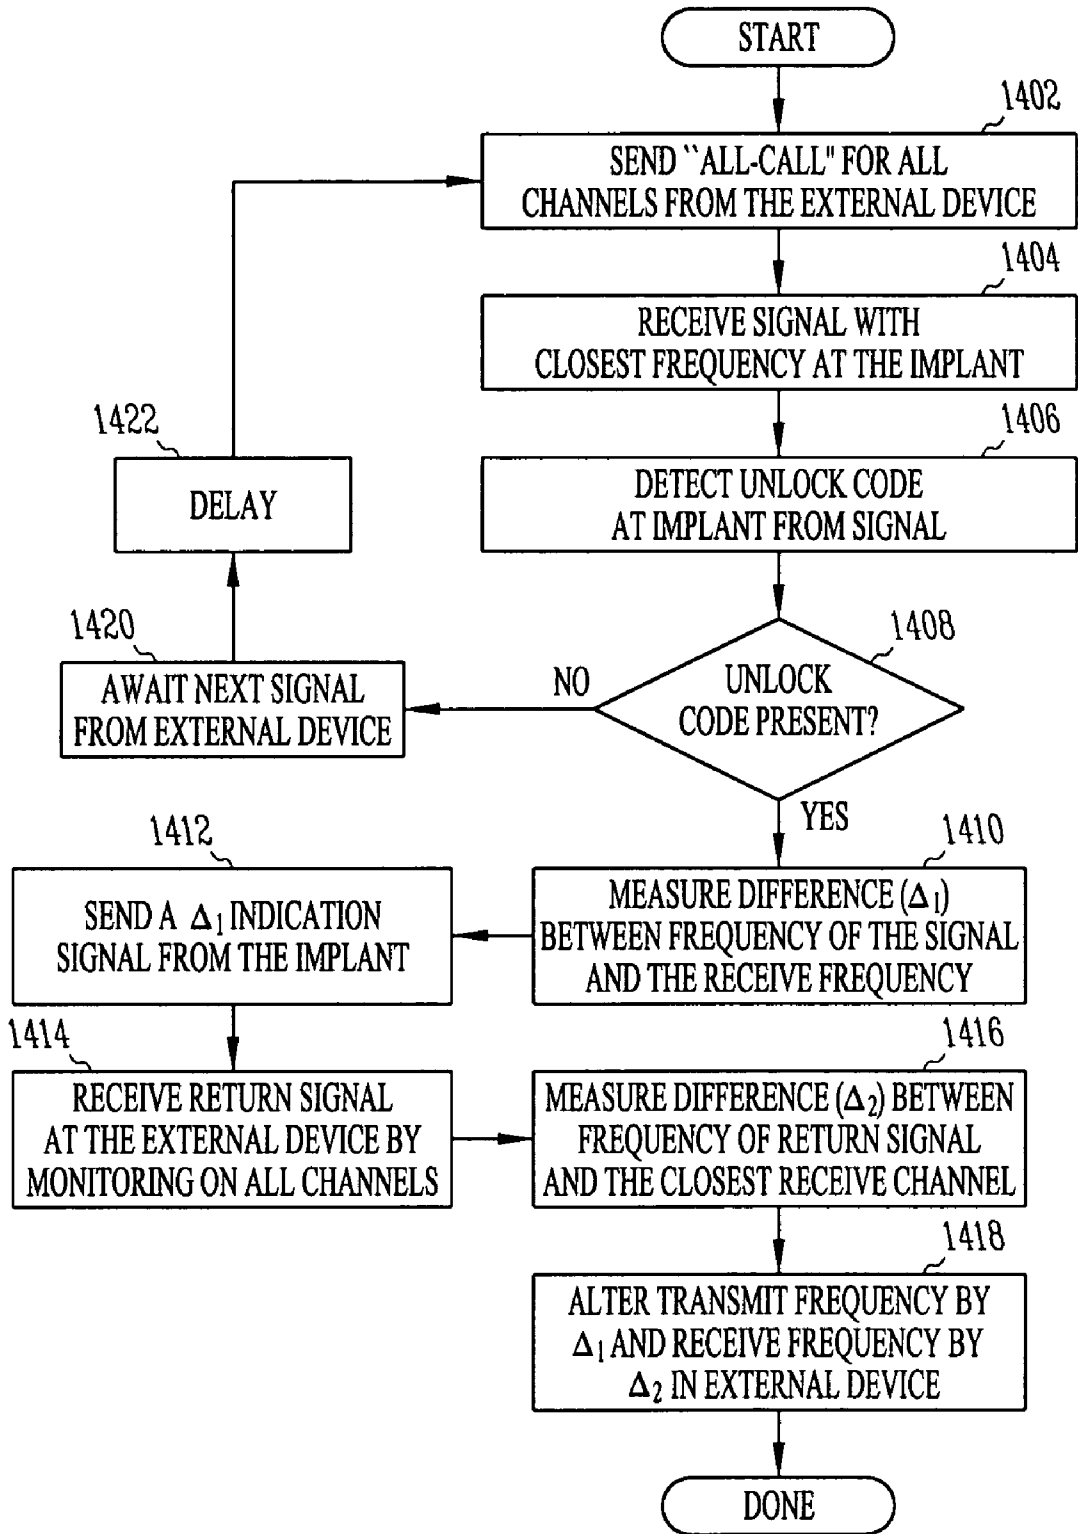 START
1402
SEND ``ALL-CALL" FOR ALL
CHANNELS FROM THE EXTERNAL DEVICE
1404
RECEIVE SIGNAL WITH
CLOSEST FREQUENCY AT THE IMPLANT
1406
DETECT UNLOCK CODE
AT IMPLANT FROM SIGNAL
1422
DELAY
1420
AWAIT NEXT SIGNAL
FROM EXTERNAL DEVICE
NO
1408
UNLOCK
CODE PRESENT?
YES
1410
MEASURE DIFFERENCE (Δ1)
BETWEEN FREQUENCY OF THE SIGNAL
AND THE RECEIVE FREQUENCY
1412
SEND A Δ1 INDICATION
SIGNAL FROM THE IMPLANT
1414
RECEIVE RETURN SIGNAL
AT THE EXTERNAL DEVICE BY
MONITORING ON ALL CHANNELS
1416
MEASURE DIFFERENCE (Δ2) BETWEEN
FREQUENCY OF RETURN SIGNAL
AND THE CLOSEST RECEIVE CHANNEL
1418
ALTER TRANSMIT FREQUENCY BY
Δ1 AND RECEIVE FREQUENCY BY
Δ2 IN EXTERNAL DEVICE
DONE